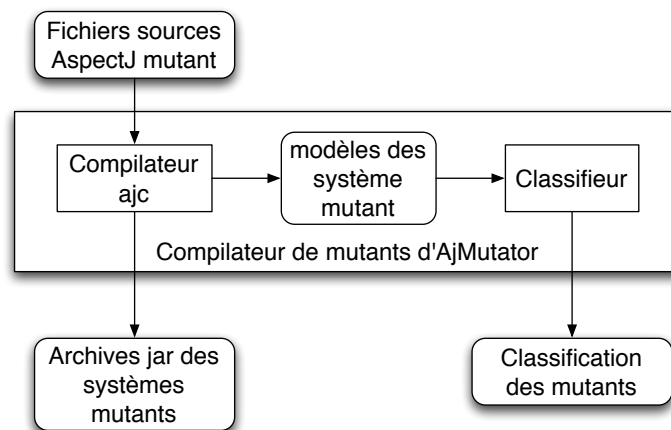 Fichiers sources
AspectJ mutant
Compilateur
ajc
modèles des
système
mutant
Classifieur
Compilateur de mutants d'AjMutator
Archives jar des
systèmes
mutants
Classification
des mutants